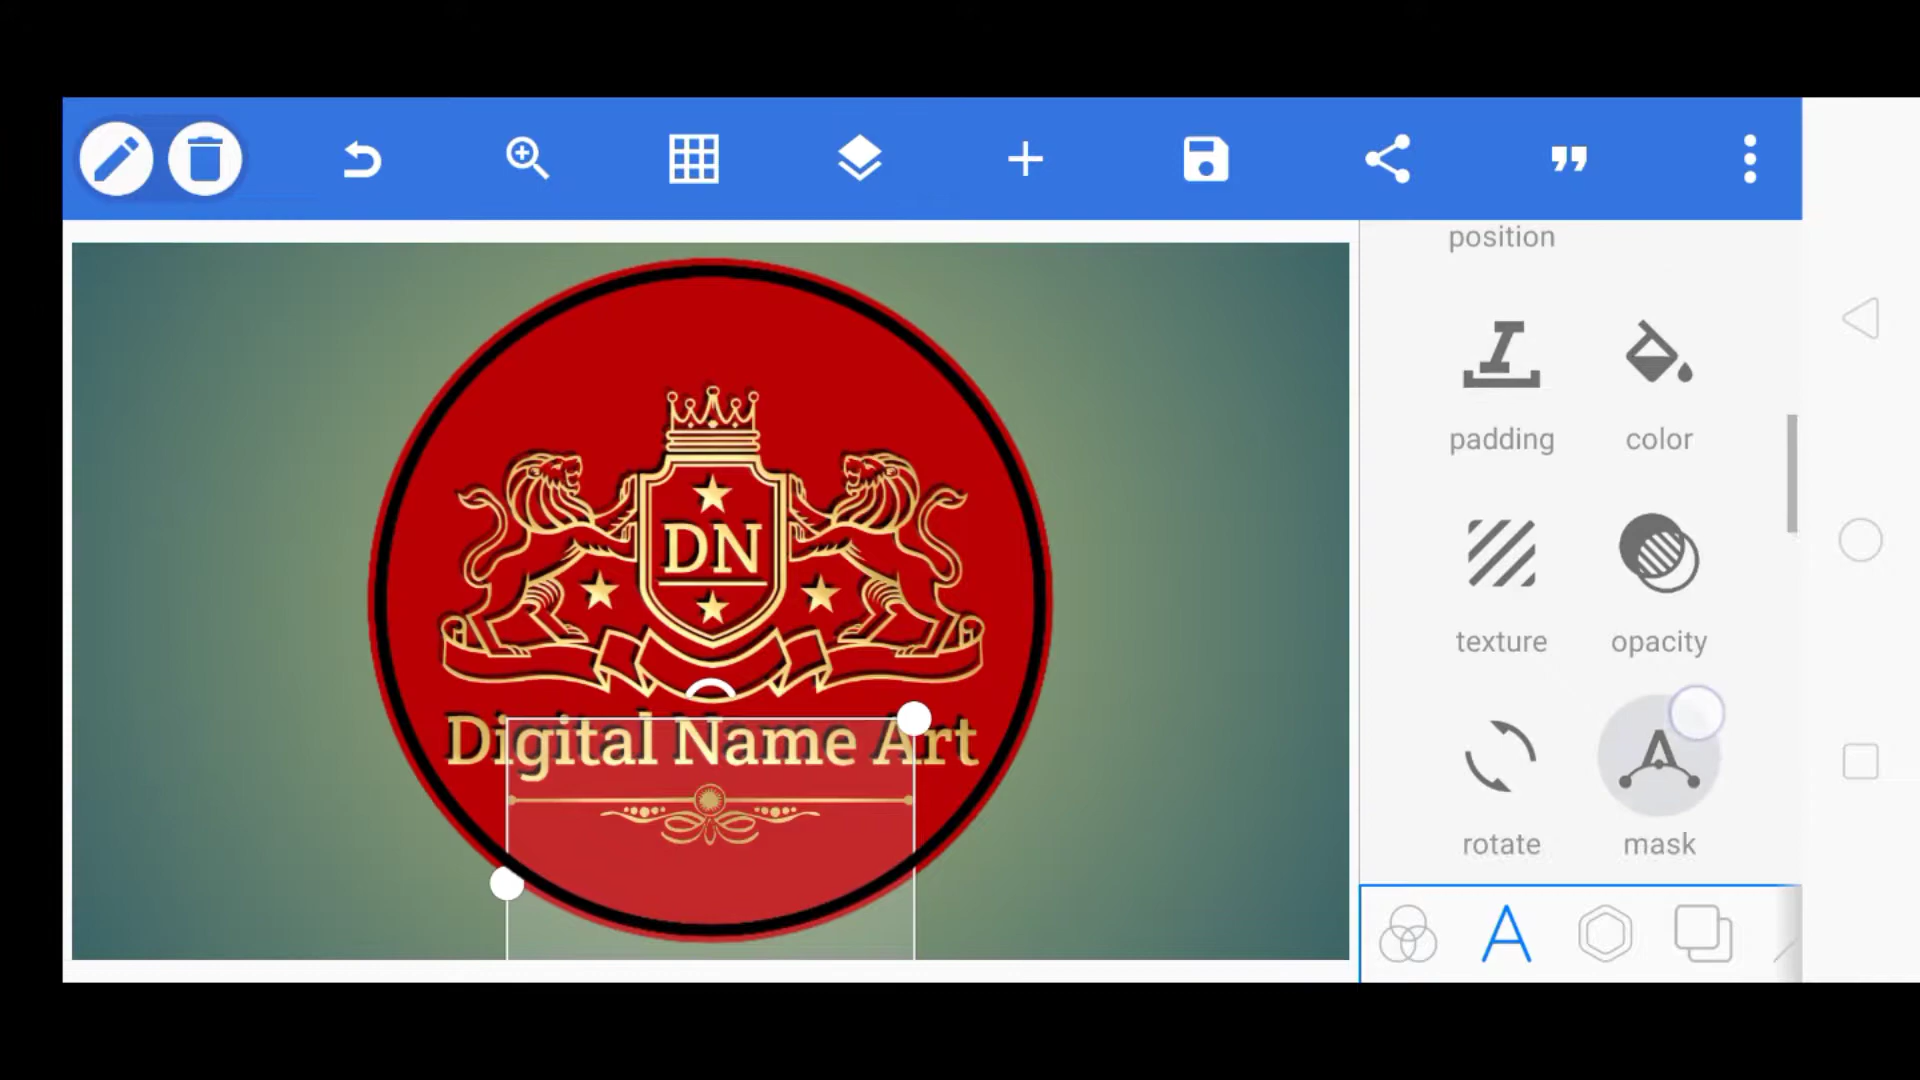 position
padding
color
texture
opacity
rotate
mask
DN
Digital Name Art